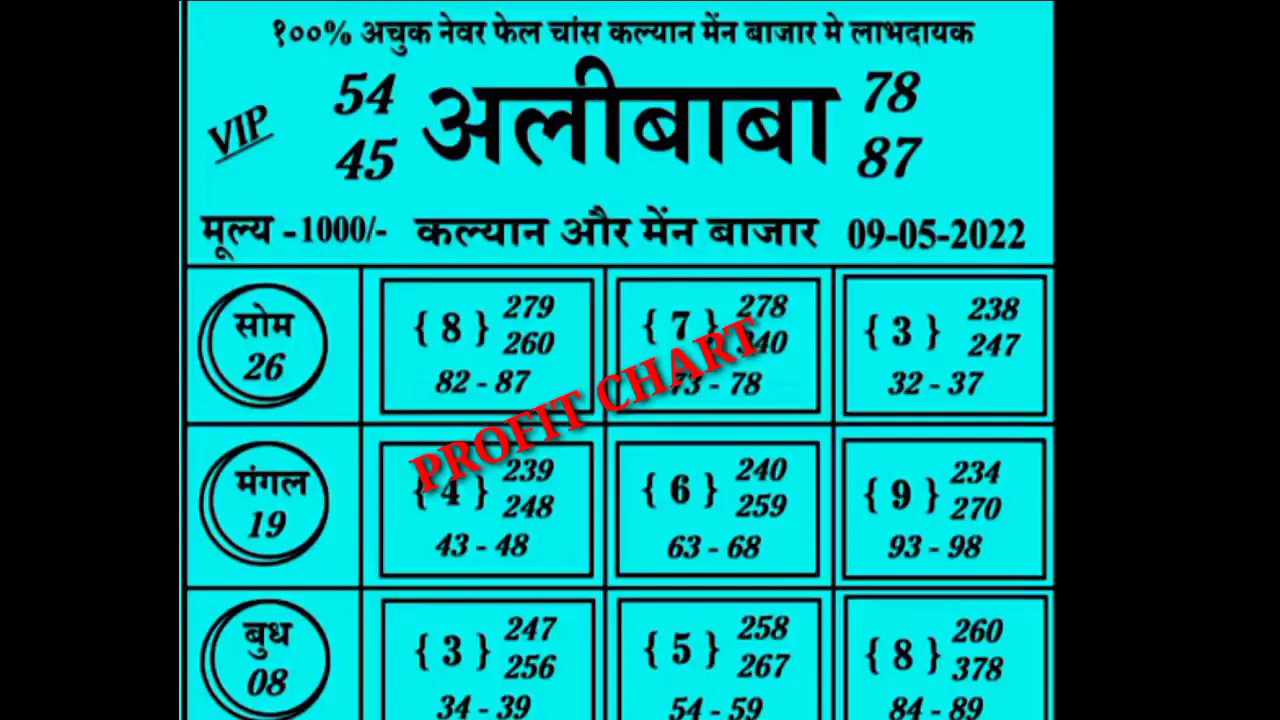 १००% अचुक नेवर फेल चांस कल्यान मेंन बाजार मे लाभदायक
VIP 54 अलीबाबा 78
45 87
मूल्य -1000/- कल्यान और मेंन बाजार 09-05-2022
सोम 26
{ 8 } 279 260
82 - 87
{ 7 } 278 340
73 - 78
{ 3 } 238 247
32 - 37
PROFIT CHART
मंगल 19
{ 4 } 239 248
43 - 48
{ 6 } 240 259
63 - 68
{ 9 } 234 270
93 - 98
बुध 08
{ 3 } 247 256
34 - 39
{ 5 } 258 267
54 - 59
{ 8 } 260 378
84 - 89